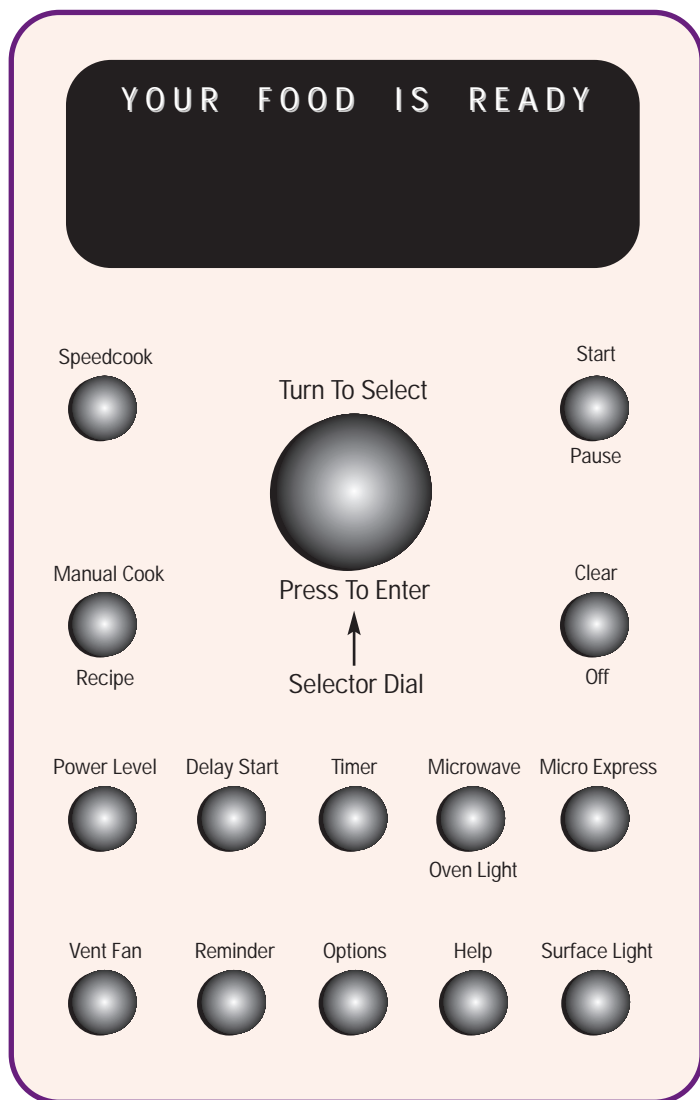 YOUR FOOD IS READY
Speedcook
Start
Turn To Select
Pause
Manual Cook
Clear
Press To Enter
Recipe
Off
Selector Dial
Power Level Delay Start Timer Microwave Micro Express
Oven Light
Vent Fan Reminder Options Help Surface Light